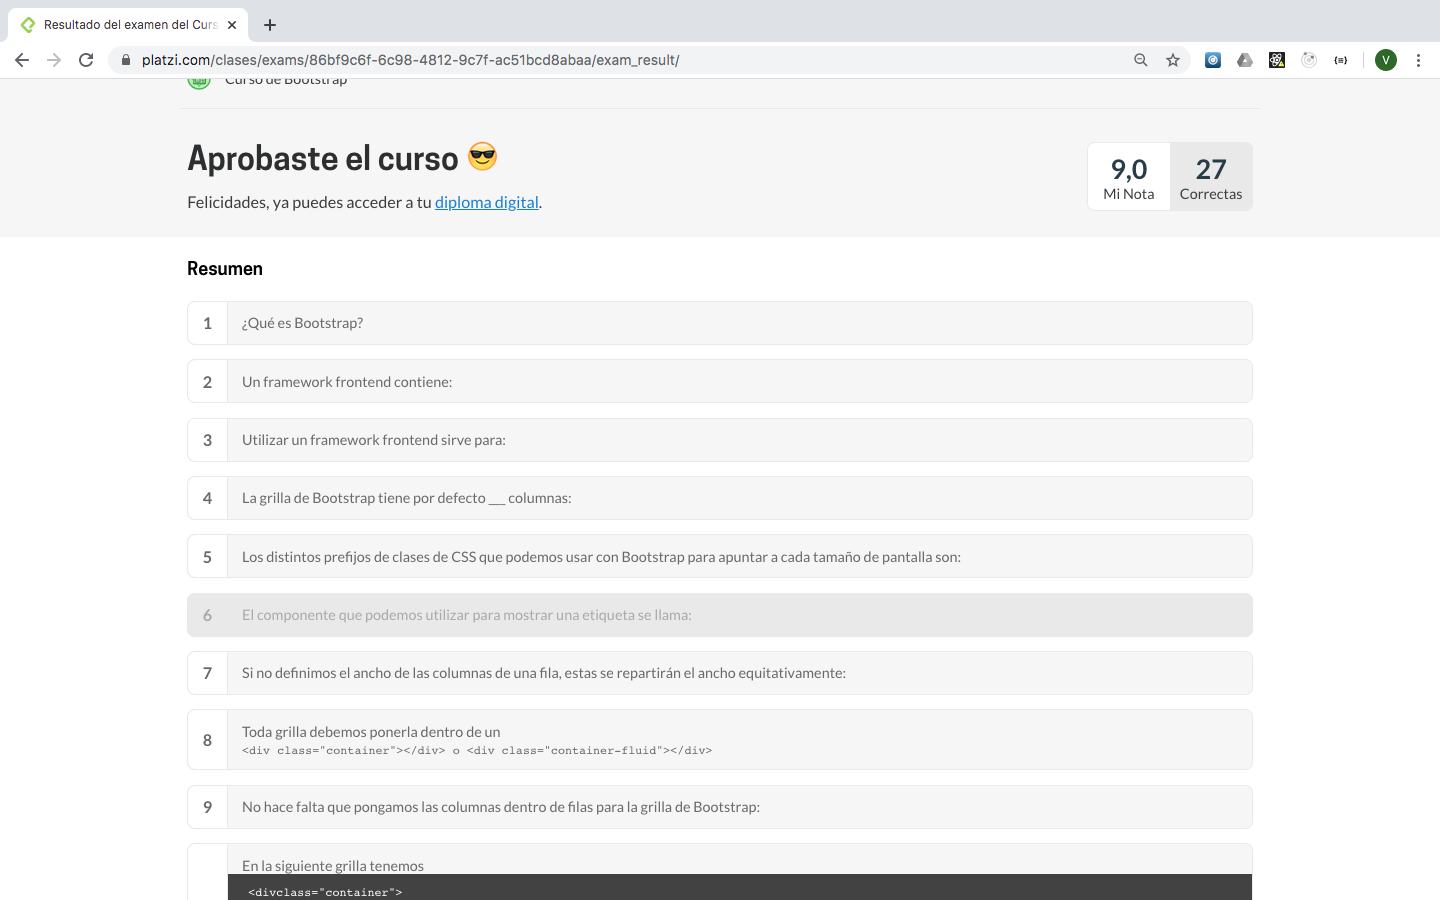 Resultado del examen del Curs
platzi.com/clases/exams/86bf9c6f-6c98-4812-9c7f-ac51bcd8abaa/exam_result/
V
Curso de Bootstrap
Aprobaste el curso 😎
Felicidades, ya puedes acceder a tu diploma digital.
9,0
Mi Nota
27
Correctas
Resumen
1 ¿Qué es Bootstrap?
2 Un framework frontend contiene:
3 Utilizar un framework frontend sirve para:
4 La grilla de Bootstrap tiene por defecto ___ columnas:
5 Los distintos prefijos de clases de CSS que podemos usar con Bootstrap para apuntar a cada tamaño de pantalla son:
6 El componente que podemos utilizar para mostrar una etiqueta se llama:
7 Si no definimos el ancho de las columnas de una fila, estas se repartirán el ancho equitativamente:
8 Toda grilla debemos ponerla dentro de un
<div class="container"></div> o <div class="container-fluid"></div>
9 No hace falta que pongamos las columnas dentro de filas para la grilla de Bootstrap:
En la siguiente grilla tenemos
<divclass="container">